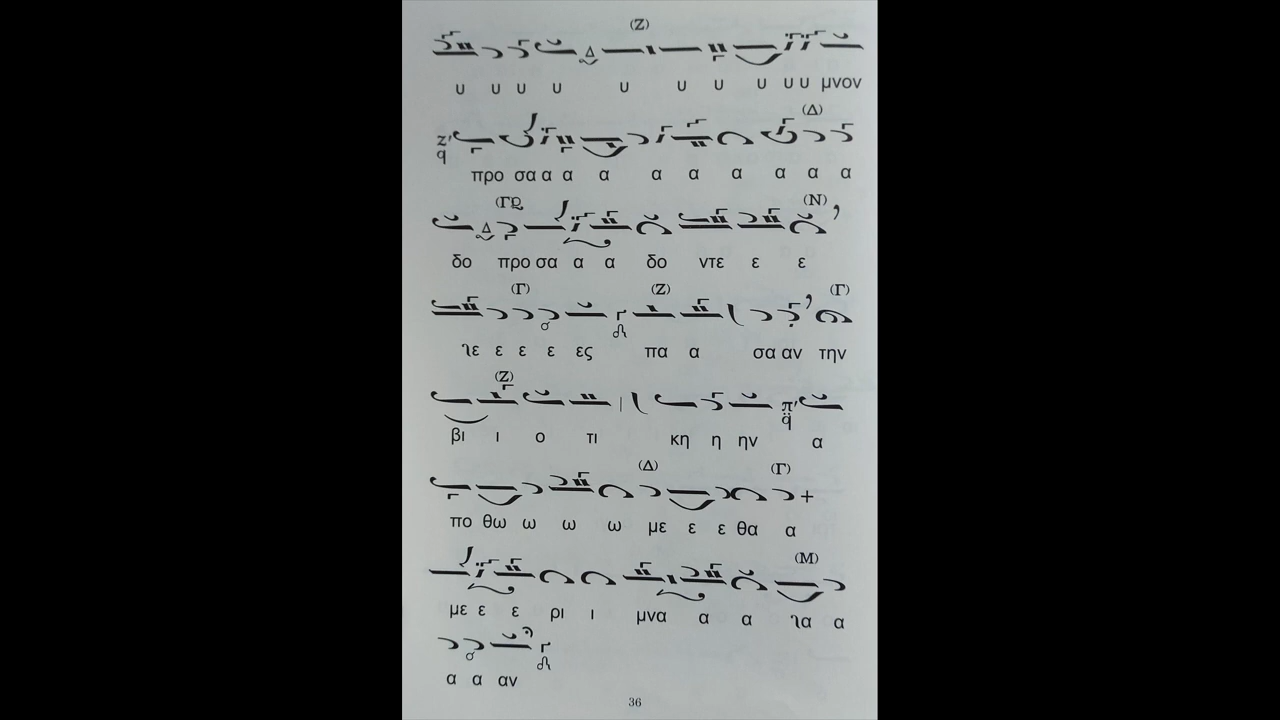 (Ζ)
υ υ υ υ υ υ υ υ υ υ μνον
(Δ)
προ σα α α α α α α α α α
(Γ) (Ν)
δο προ σα α α δο ντε ε ε
(Γ) (Ζ) (Γ)
λε ε ε ε ες πα α σα αν την
(Ζ)
βι ι ο τι κη η ην α
(Δ) (Γ)
πο θω ω ω ω με ε ε θα α
(Μ)
με ε ε ρι ι μνα α α λα α
α α αν
36